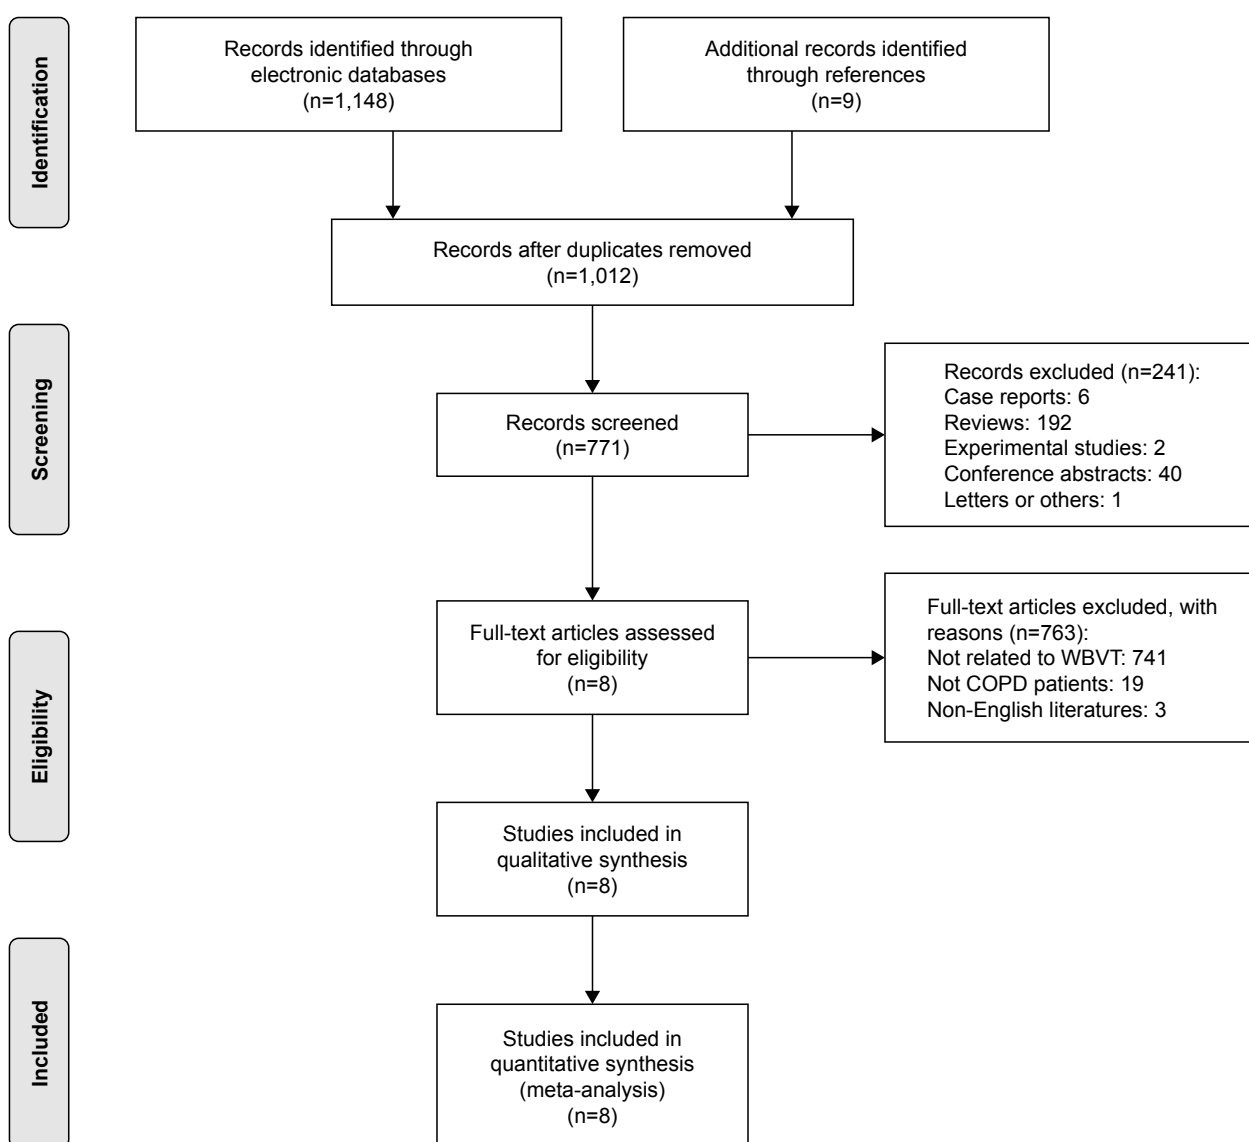 Identification
Records identified through
electronic databases
(n=1,148)
Additional records identified
through references
(n=9)
Records after duplicates removed
(n=1,012)
Screening
Records screened
(n=771)
Records excluded (n=241):
Case reports: 6
Reviews: 192
Experimental studies: 2
Conference abstracts: 40
Letters or others: 1
Eligibility
Full-text articles assessed
for eligibility
(n=8)
Full-text articles excluded, with
reasons (n=763):
Not related to WBVT: 741
Not COPD patients: 19
Non-English literatures: 3
Studies included in
qualitative synthesis
(n=8)
Included
Studies included in
quantitative synthesis
(meta-analysis)
(n=8)